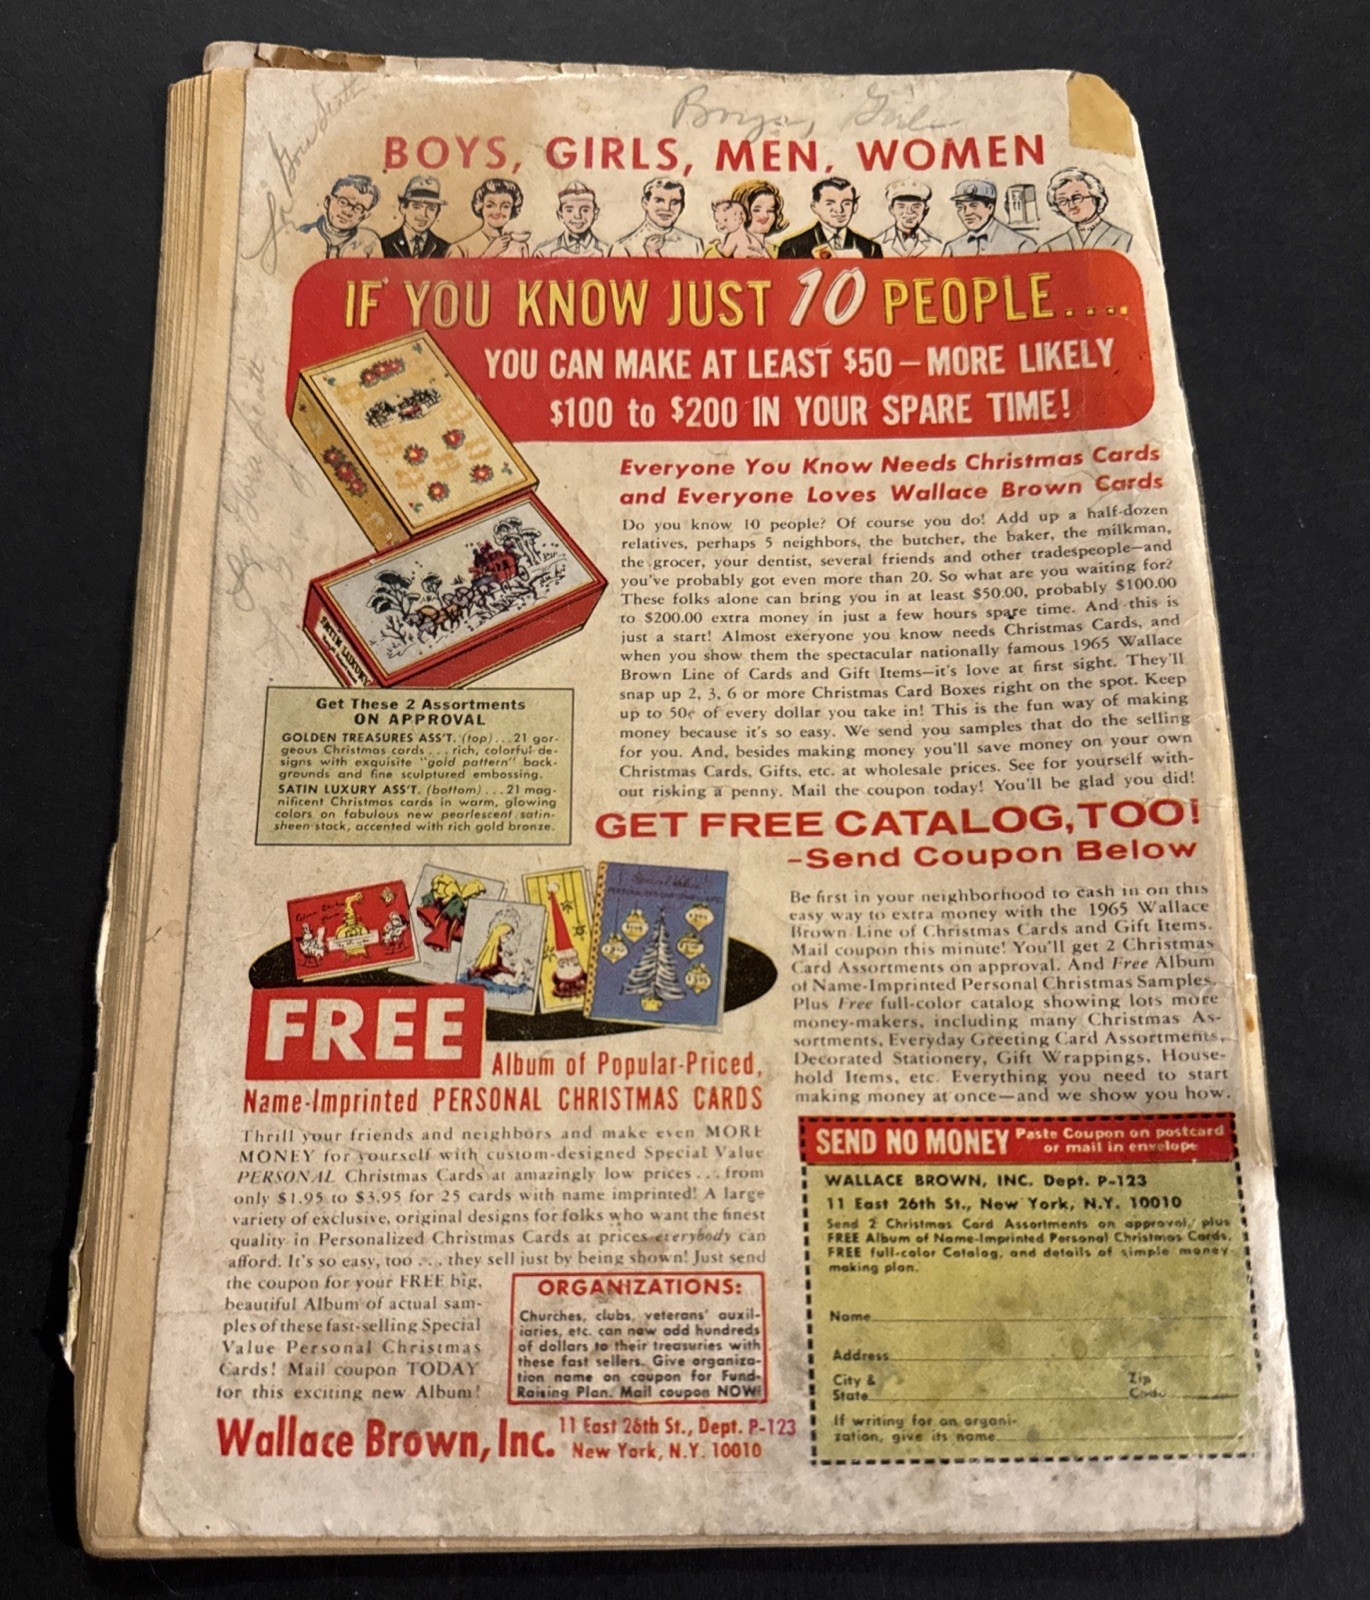 Boys, Girls
BOYS, GIRLS, MEN, WOMEN
IF YOU KNOW JUST 10 PEOPLE....
YOU CAN MAKE AT LEAST $50 – MORE LIKELY
$100 to $200 IN YOUR SPARE TIME!
SATIN LUXURY
Everyone You Know Needs Christmas Cards
and Everyone Loves Wallace Brown Cards
Do you know 10 people? Of course you do! Add up a half-dozen
relatives, perhaps 5 neighbors, the butcher, the baker, the milkman,
the grocer, your dentist, several friends and other tradespeople—and
you've probably got even more than 20. So what are you waiting for?
These folks alone can bring you in at least $50.00, probably $100.00
to $200.00 extra money in just a few hours spare time. And this is
just a start! Almost exeryone you know needs Christmas Cards, and
when you show them the spectacular nationally famous 1965 Wallace
Brown Line of Cards and Gift Items—it's love at first sight. They'll
snap up 2, 3, 6 or more Christmas Card Boxes right on the spot. Keep
up to 50¢ of every dollar you take in! This is the fun way of making
money because it's so easy. We send you samples that do the selling
for you. And, besides making money you'll save money on your own
Christmas Cards, Gifts, etc. at wholesale prices. See for yourself with-
out risking a penny. Mail the coupon today! You'll be glad you did!
Get These 2 Assortments
ON APPROVAL
GOLDEN TREASURES ASS'T. (top)...21 gor-
geous Christmas cards...rich, colorful de-
signs with exquisite "gold pattern" back-
grounds and fine sculptured embossing.
SATIN LUXURY ASS'T. (bottom)...21 mag-
nificent Christmas cards in warm, glowing
colors on fabulous new pearlescent satin-
sheen stock, accented with rich gold bronze.
GET FREE CATALOG, TOO!
–Send Coupon Below
Be first in your neighborhood to cash in on this
easy way to extra money with the 1965 Wallace
Brown Line of Christmas Cards and Gift Items.
Mail coupon this minute! You'll get 2 Christmas
Card Assortments on approval. And Free Album
of Name-Imprinted Personal Christmas Samples.
Plus Free full-color catalog showing lots more
money-makers, including many Christmas As-
sortments, Everyday Greeting Card Assortments,
Decorated Stationery, Gift Wrappings, House-
hold Items, etc. Everything you need to start
making money at once—and we show you how.
FREE
Album of Popular-Priced,
Name-Imprinted PERSONAL CHRISTMAS CARDS
Thrill your friends and neighbors and make even MORE
MONEY for yourself with custom-designed Special Value
PERSONAL Christmas Cards at amazingly low prices...from
only $1.95 to $3.95 for 25 cards with name imprinted! A large
variety of exclusive, original designs for folks who want the finest
quality in Personalized Christmas Cards at prices everybody can
afford. It's so easy, too...they sell just by being shown! Just send
the coupon for your FREE big,
beautiful Album of actual sam-
ples of these fast-selling Special
Value Personal Christmas
Cards! Mail coupon TODAY
for this exciting new Album!
ORGANIZATIONS:
Churches, clubs, veterans' auxil-
iaries, etc. can now add hundreds
of dollars to their treasuries with
these fast sellers. Give organiza-
tion name on coupon for Fund-
Raising Plan. Mail coupon NOW!
Wallace Brown, Inc. 11 East 26th St., Dept. P-123
New York, N.Y. 10010
SEND NO MONEY Paste Coupon on postcard
or mail in envelope
WALLACE BROWN, INC. Dept. P-123
11 East 26th St., New York, N.Y. 10010
Send 2 Christmas Card Assortments on approval, plus
FREE Album of Name-Imprinted Personal Christmas Cards,
FREE full-color Catalog, and details of simple money-
making plan.
Name
Address
City & State Zip Code
If writing for an organi-
zation, give its name